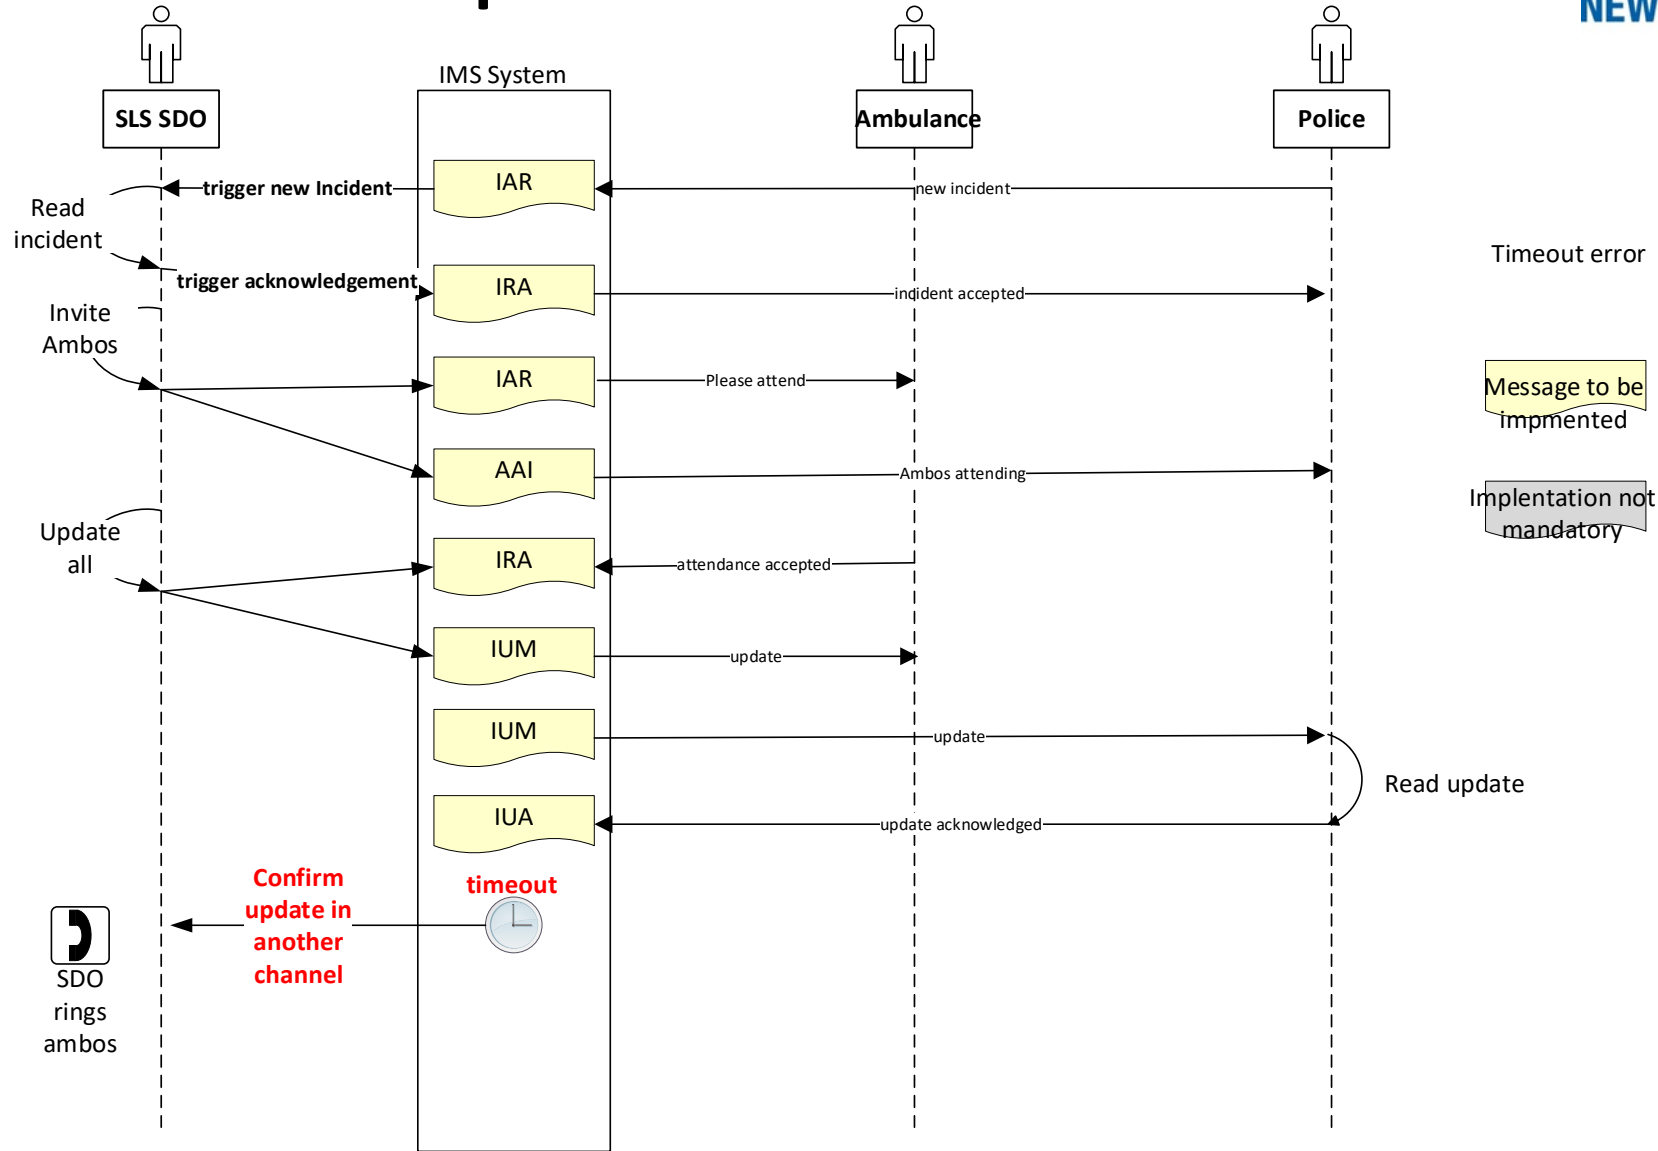 NEW
IMS System
SLS SDO
Ambulance
Police
IAR
trigger new Incident
new incident
Read
incident
Timeout error
trigger acknowledgement
IRA
incident accepted
Invite
Ambos
IAR
Please attend
Message to be
impmented
AAI
Ambos attending
Implentation not
mandatory
Update
all
IRA
attendance accepted
IUM
update
IUM
update
Read update
IUA
update acknowledged
Confirm
update in
another
channel
timeout
SDO
rings
ambos